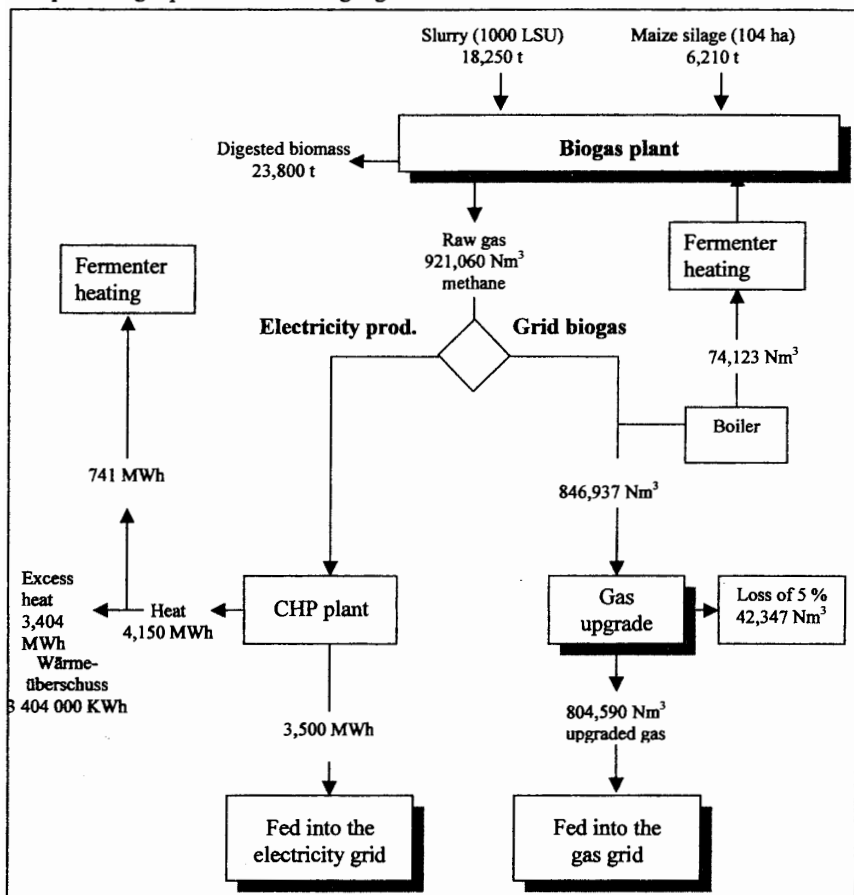 Slurry (1000 LSU)
18,250 t
Maize silage (104 ha)
6,210 t
Biogas plant
Digested biomass
23,800 t
Raw gas
921,060 Nm³
methane
Fermenter
heating
Fermenter
heating
Electricity prod.
Grid biogas
74,123 Nm³
Boiler
741 MWh
846,937 Nm³
Excess
heat
3,404
MWh
Wärme-
überschuss
3 404 000 KWh
Heat
4,150 MWh
CHP plant
Gas
upgrade
Loss of 5 %
42,347 Nm³
3,500 MWh
804,590 Nm³
upgraded gas
Fed into the
electricity grid
Fed into the
gas grid